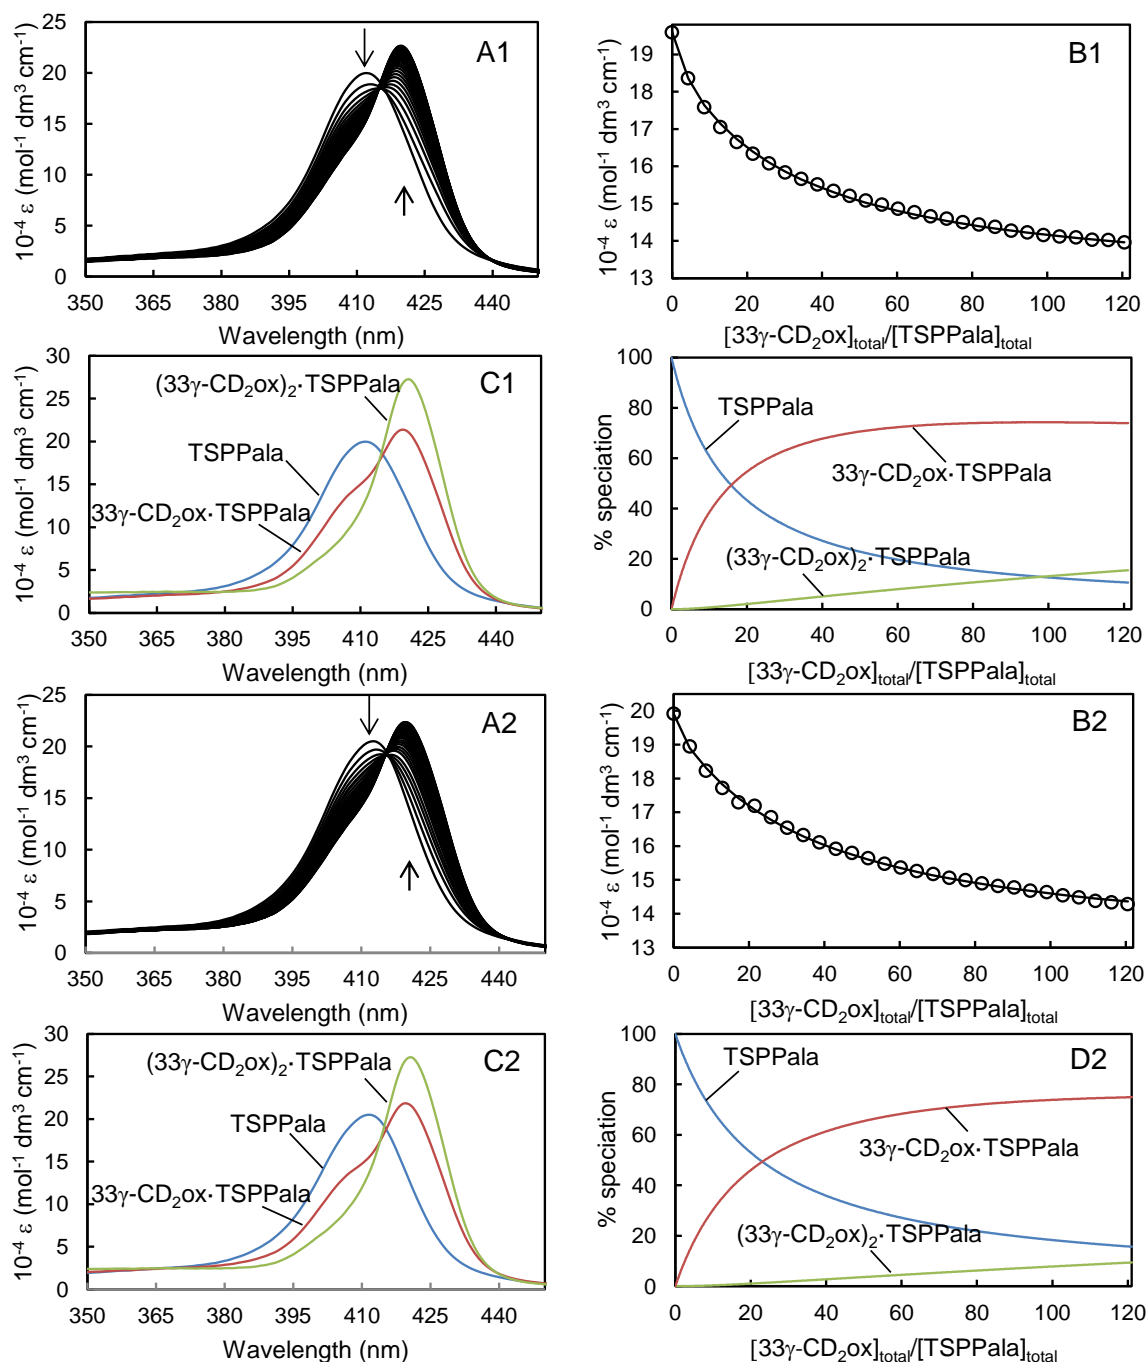 A1
10⁻⁴ ε (mol⁻¹ dm³ cm⁻¹)
25
20
15
10
5
0
350 365 380 395 410 425 440
Wavelength (nm)
B1
10⁻⁴ ε (mol⁻¹ dm³ cm⁻¹)
19
18
17
16
15
14
13
0 20 40 60 80 100 120
[33γ-CD₂ox]total/[TSPPala]total
C1
10⁻⁴ ε (mol⁻¹ dm³ cm⁻¹)
30
25
20
15
10
5
0
(33γ-CD₂ox)₂·TSPPala
TSPPala
33γ-CD₂ox·TSPPala
350 365 380 395 410 425 440
Wavelength (nm)
% speciation
100
80
60
40
20
0
TSPPala
33γ-CD₂ox·TSPPala
(33γ-CD₂ox)₂·TSPPala
0 20 40 60 80 100 120
[33γ-CD₂ox]total/[TSPPala]total
A2
10⁻⁴ ε (mol⁻¹ dm³ cm⁻¹)
25
20
15
10
5
0
350 365 380 395 410 425 440
Wavelength (nm)
B2
10⁻⁴ ε (mol⁻¹ dm³ cm⁻¹)
20
19
18
17
16
15
14
13
0 20 40 60 80 100 120
[33γ-CD₂ox]total/[TSPPala]total
C2
10⁻⁴ ε (mol⁻¹ dm³ cm⁻¹)
30
25
20
15
10
5
0
(33γ-CD₂ox)₂·TSPPala
TSPPala
33γ-CD₂ox·TSPPala
350 365 380 395 410 425 440
Wavelength (nm)
D2
% speciation
100
80
60
40
20
0
TSPPala
33γ-CD₂ox·TSPPala
(33γ-CD₂ox)₂·TSPPala
0 20 40 60 80 100 120
[33γ-CD₂ox]total/[TSPPala]total